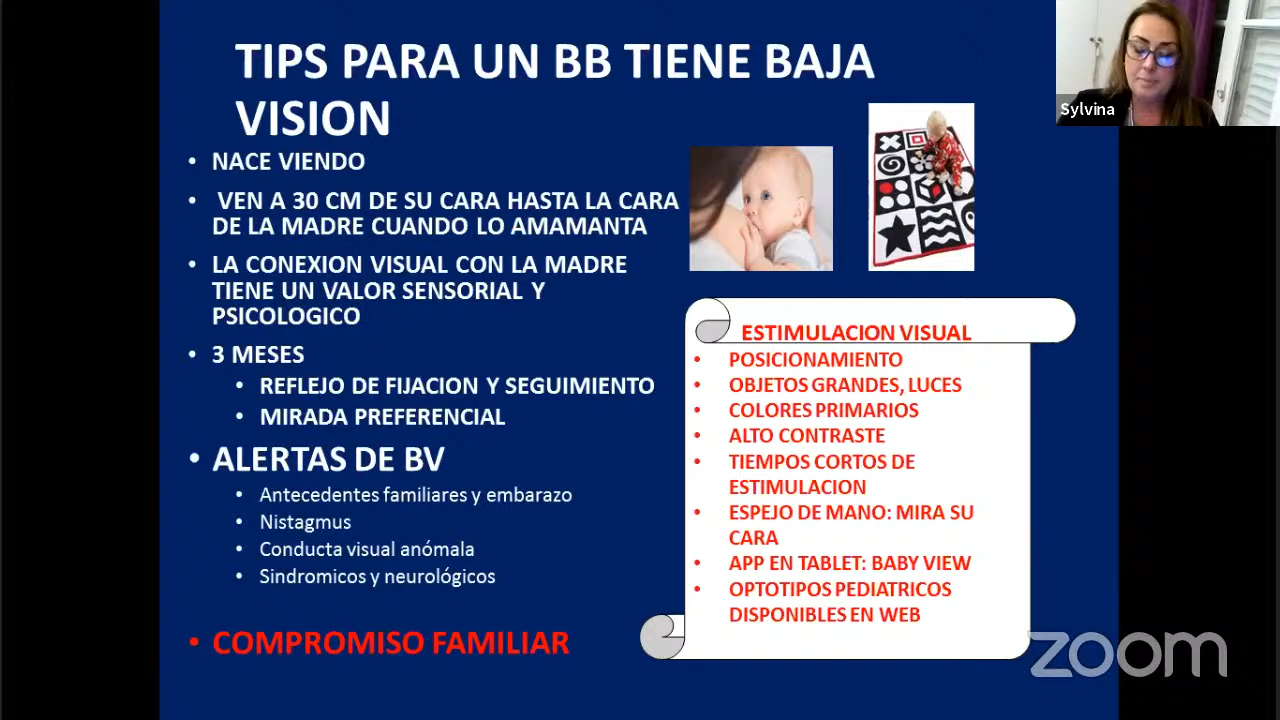 TIPS PARA UN BB TIENE BAJA
VISION
• NACE VIENDO
• VEN A 30 CM DE SU CARA HASTA LA CARA
DE LA MADRE CUANDO LO AMAMANTA
• LA CONEXION VISUAL CON LA MADRE
TIENE UN VALOR SENSORIAL Y
PSICOLOGICO
• 3 MESES
• REFLEJO DE FIJACION Y SEGUIMIENTO
• MIRADA PREFERENCIAL
• ALERTAS DE BV
• Antecedentes familiares y embarazo
• Nistagmus
• Conducta visual anómala
• Sindromicos y neurológicos
• COMPROMISO FAMILIAR
ESTIMULACION VISUAL
• POSICIONAMIENTO
• OBJETOS GRANDES, LUCES
• COLORES PRIMARIOS
• ALTO CONTRASTE
• TIEMPOS CORTOS DE
ESTIMULACION
• ESPEJO DE MANO: MIRA SU
CARA
• APP EN TABLET: BABY VIEW
• OPTOTIPOS PEDIATRICOS
DISPONIBLES EN WEB
Sylvina
zoom